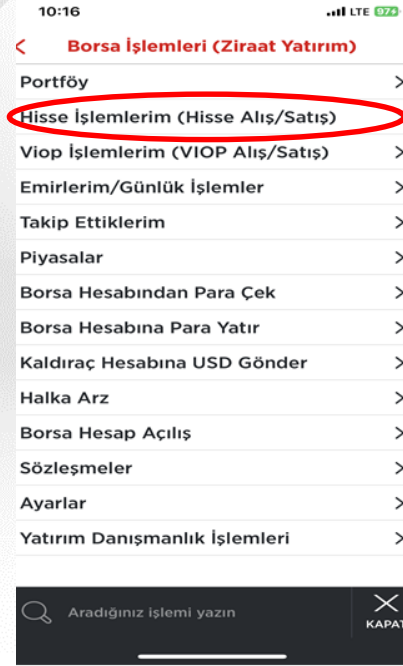 10:16 LTE 97
Borsa İşlemleri (Ziraat Yatırım)
Portföy
Hisse İşlemlerim (Hisse Alış/Satış)
Viop İşlemlerim (VIOP Alış/Satış)
Emirlerim/Günlük İşlemler
Takip Ettiklerim
Piyasalar
Borsa Hesabından Para Çek
Borsa Hesabına Para Yatır
Kaldıraç Hesabına USD Gönder
Halka Arz
Borsa Hesap Açılış
Sözleşmeler
Ayarlar
Yatırım Danışmanlık İşlemleri
Aradığınız işlemi yazın
KAPAT